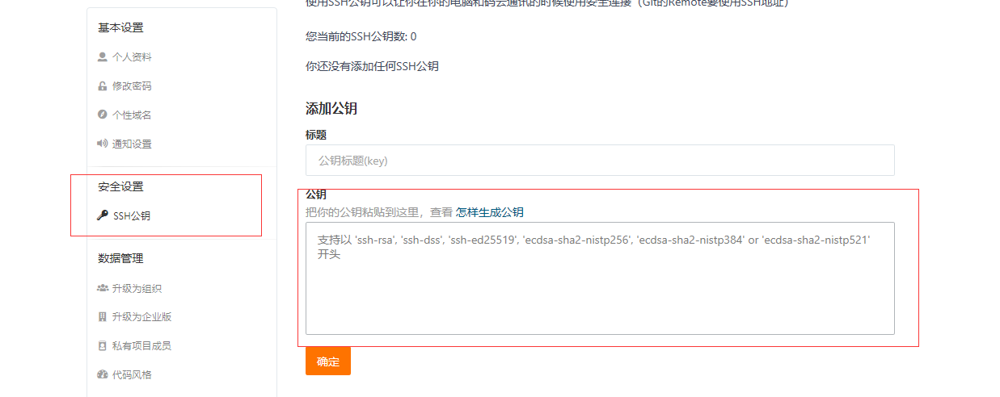 使用SSH公钥可以让你在你的电脑和码云通讯的时候使用安全连接（Git的Remote要使用SSH地址）
基本设置
个人资料
修改密码
个性域名
通知设置
安全设置
SSH公钥
数据管理
升级为组织
升级为企业版
私有项目成员
代码风格
您当前的SSH公钥数: 0
你还没有添加任何SSH公钥
添加公钥
标题
公钥标题(key)
公钥
把你的公钥粘贴到这里，查看 怎样生成公钥
支持以 'ssh-rsa', 'ssh-dss', 'ssh-ed25519', 'ecdsa-sha2-nistp256', 'ecdsa-sha2-nistp384' or 'ecdsa-sha2-nistp521'
开头
确定